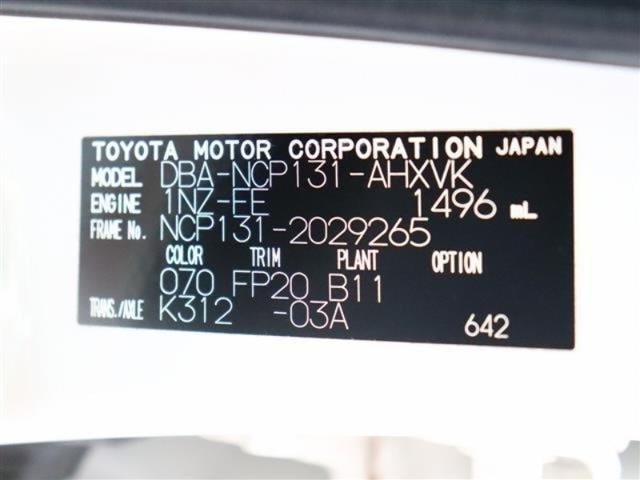 TOYOTA MOTOR CORPORATION JAPAN
MODEL DBA-NCP131-AHXVK
ENGINE 1NZ-FE 1496 mL
FRAME No. NCP131-2029265
COLOR TRIM PLANT OPTION
070 FP20 B11
TRANS./AXLE K312 -03A
642